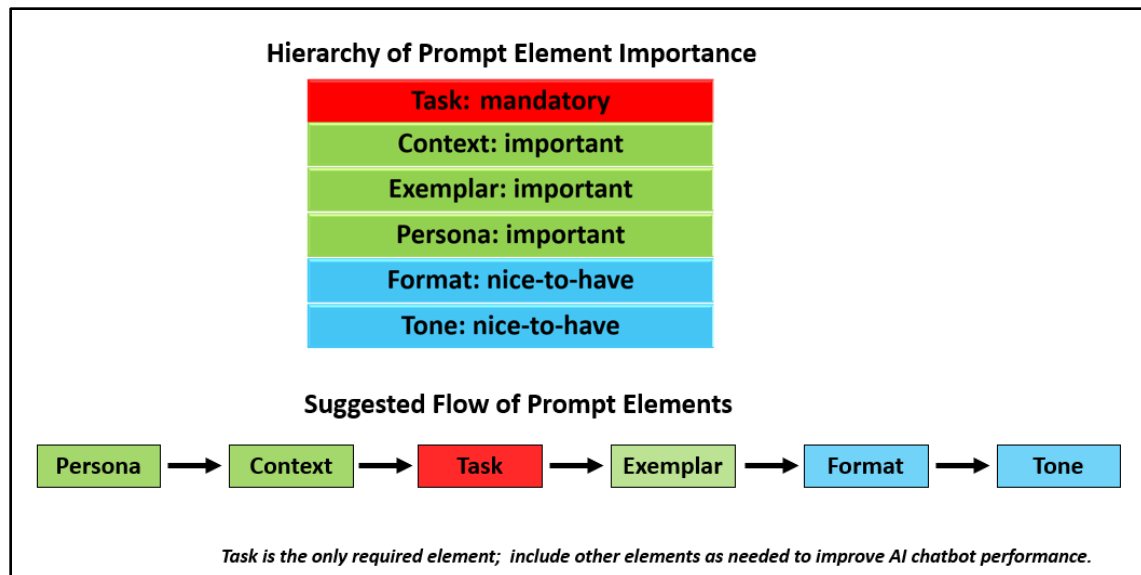 Hierarchy of Prompt Element Importance
Task: mandatory
Context: important
Exemplar: important
Persona: important
Format: nice-to-have
Tone: nice-to-have
Suggested Flow of Prompt Elements
Persona
Context
Task
Exemplar
Format
Tone
Task is the only required element;  include other elements as needed to improve AI chatbot performance.